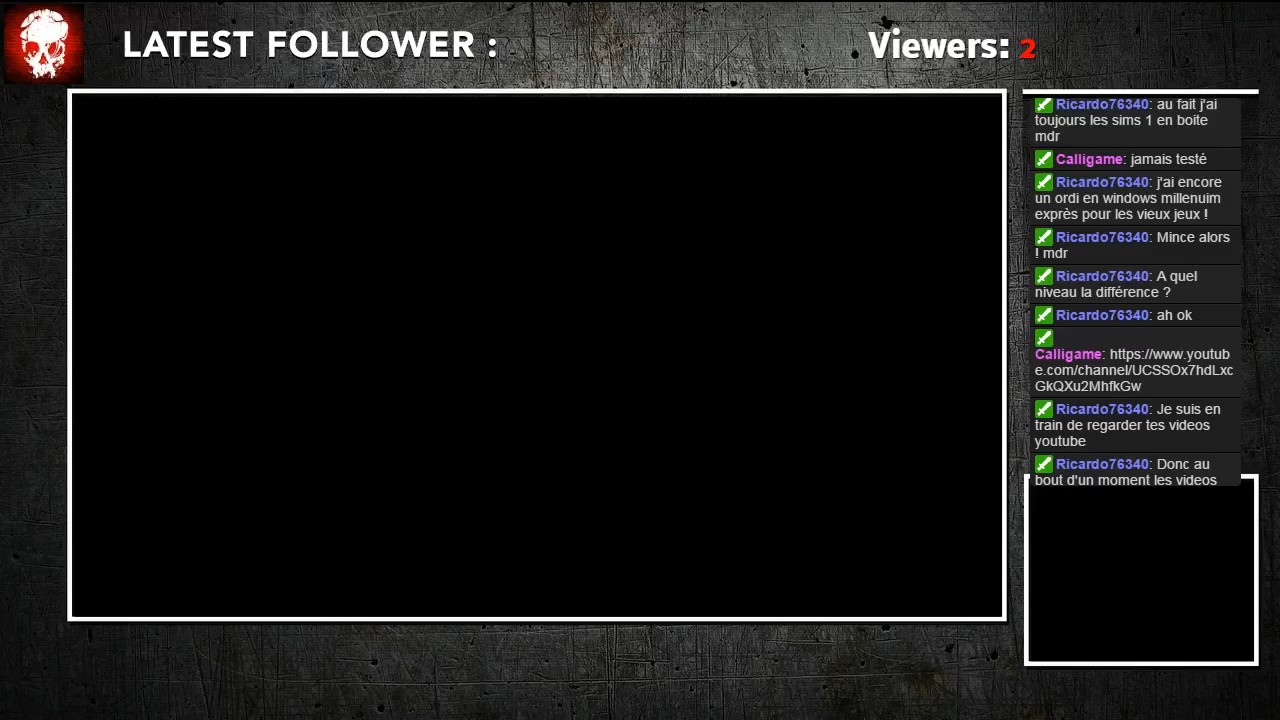 LATEST FOLLOWER :
Viewers: 2
Ricardo76340: au fait j'ai
toujours les sims 1 en boite
mdr
Calligame: jamais testé
Ricardo76340: j'ai encore
un ordi en windows millenuim
exprès pour les vieux jeux !
Ricardo76340: Mince alors
! mdr
Ricardo76340: A quel
niveau la différence ?
Ricardo76340: ah ok
Calligame: https://www.youtub
e.com/channel/UCSSOx7hdLxc
GkQXu2MhfkGw
Ricardo76340: Je suis en
train de regarder tes videos
youtube
Ricardo76340: Donc au
bout d'un moment les videos